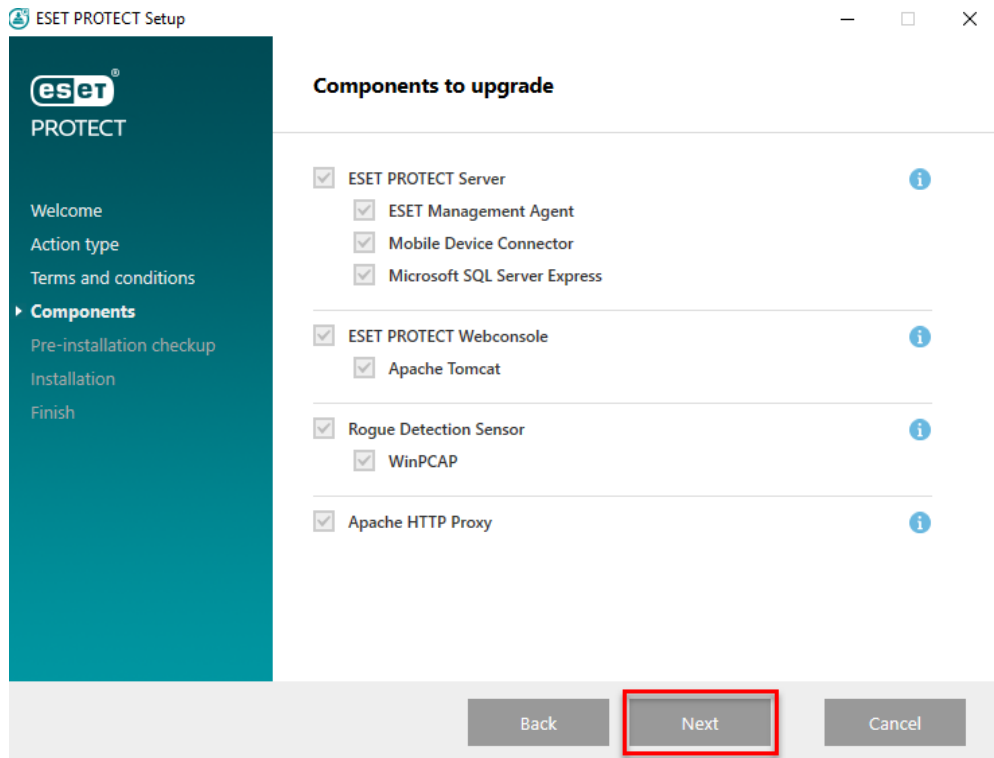 ESET PROTECT Setup
eseT®
PROTECT
Welcome
Action type
Terms and conditions
Components
Pre-installation checkup
Installation
Finish
Components to upgrade
ESET PROTECT Server
ESET Management Agent
Mobile Device Connector
Microsoft SQL Server Express
ESET PROTECT Webconsole
Apache Tomcat
Rogue Detection Sensor
WinPCAP
Apache HTTP Proxy
Back
Next
Cancel